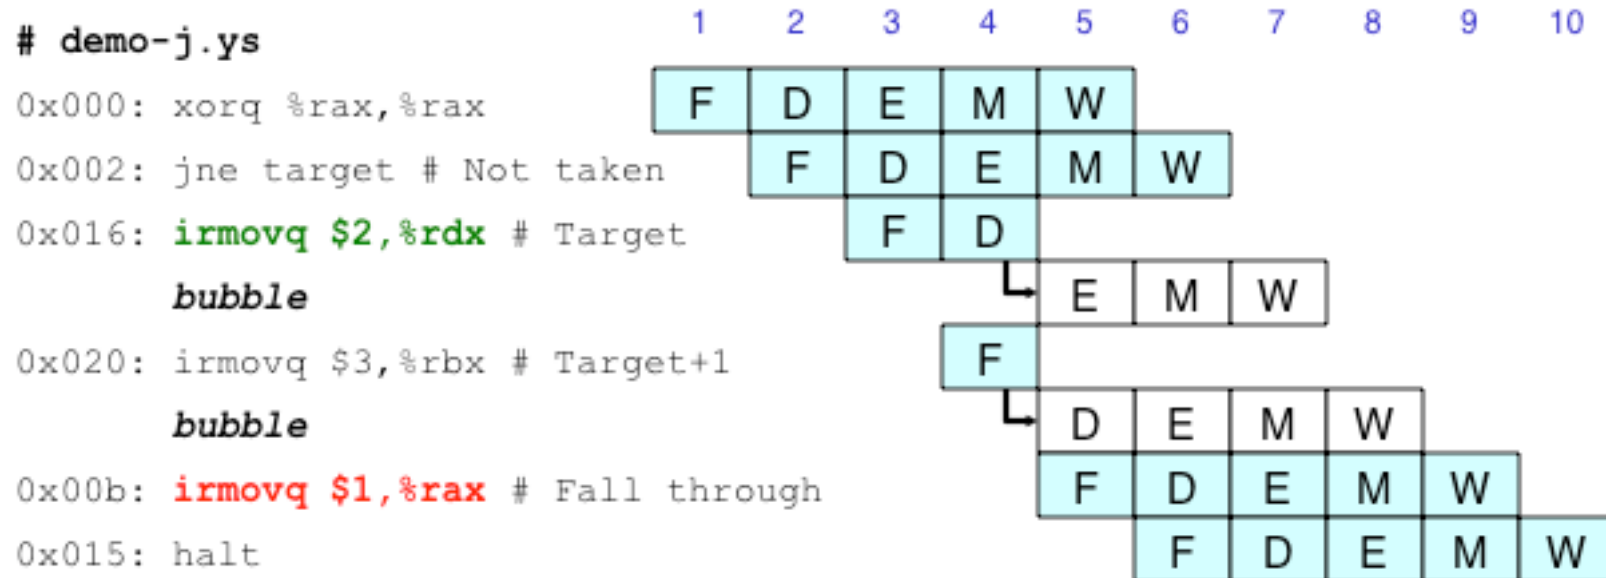 1 2 3 4 5 6 7 8 9 10
# demo-j.ys
0x000: xorq %rax,%rax F D E M W
0x002: jne target # Not taken F D E M W
0x016: irmovq $2,%rdx # Target F D
bubble E M W
0x020: irmovq $3,%rbx # Target+1 F
bubble D E M W
0x00b: irmovq $1,%rax # Fall through F D E M W
0x015: halt F D E M W